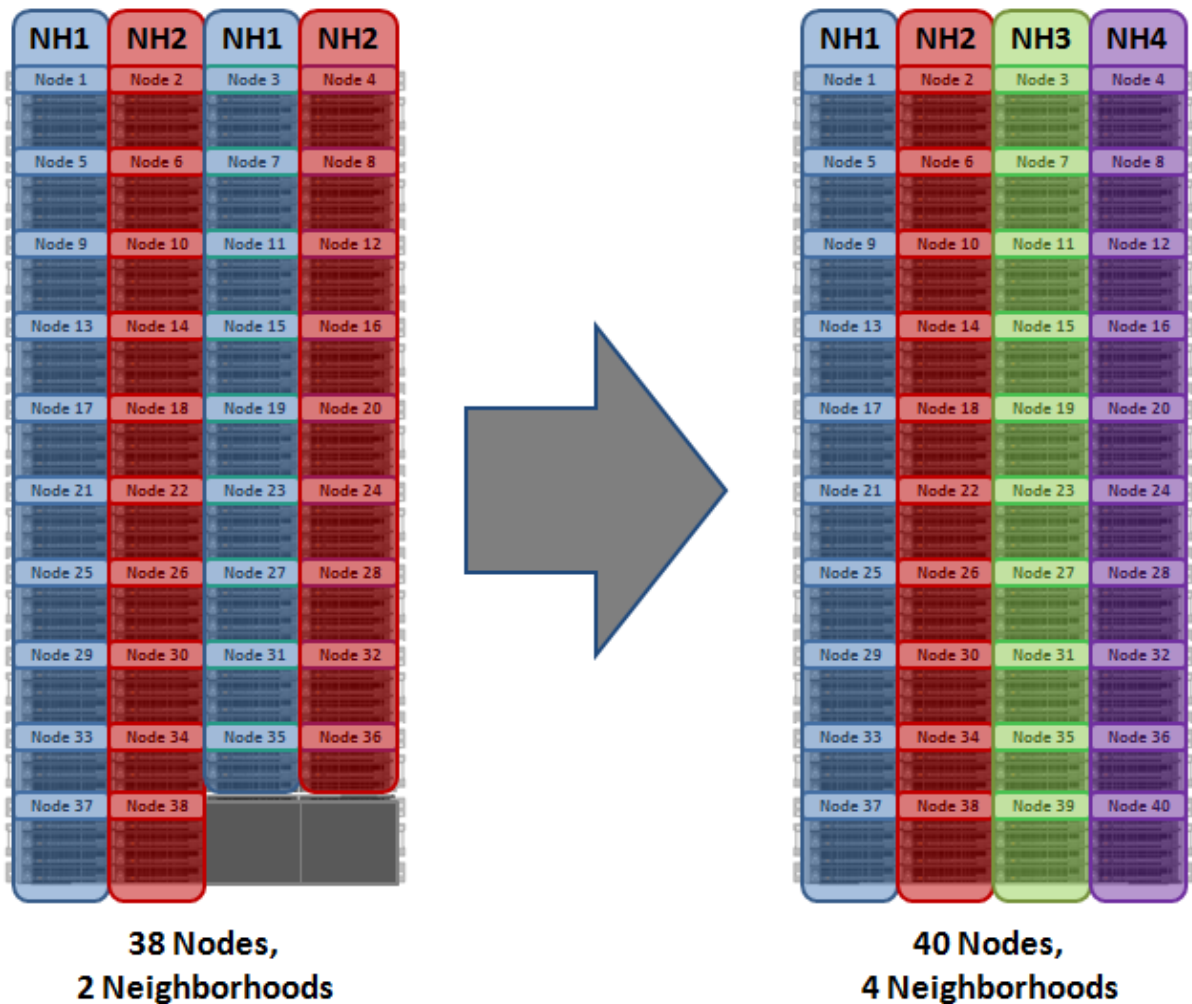 NH1 NH2 NH1 NH2
Node 1 Node 2 Node 3 Node 4
Node 5 Node 6 Node 7 Node 8
Node 9 Node 10 Node 11 Node 12
Node 13 Node 14 Node 15 Node 16
Node 17 Node 18 Node 19 Node 20
Node 21 Node 22 Node 23 Node 24
Node 25 Node 26 Node 27 Node 28
Node 29 Node 30 Node 31 Node 32
Node 33 Node 34 Node 35 Node 36
Node 37 Node 38
38 Nodes,
2 Neighborhoods
NH1 NH2 NH3 NH4
Node 1 Node 2 Node 3 Node 4
Node 5 Node 6 Node 7 Node 8
Node 9 Node 10 Node 11 Node 12
Node 13 Node 14 Node 15 Node 16
Node 17 Node 18 Node 19 Node 20
Node 21 Node 22 Node 23 Node 24
Node 25 Node 26 Node 27 Node 28
Node 29 Node 30 Node 31 Node 32
Node 33 Node 34 Node 35 Node 36
Node 37 Node 38 Node 39 Node 40
40 Nodes,
4 Neighborhoods